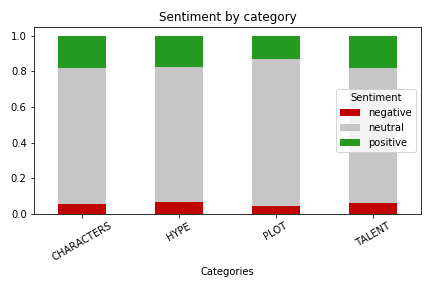 Sentiment by category
1.0
0.8
0.6
0.4
0.2
0.0
Sentiment
negative
neutral
positive
CHARACTERS
HYPE
PLOT
TALENT
Categories